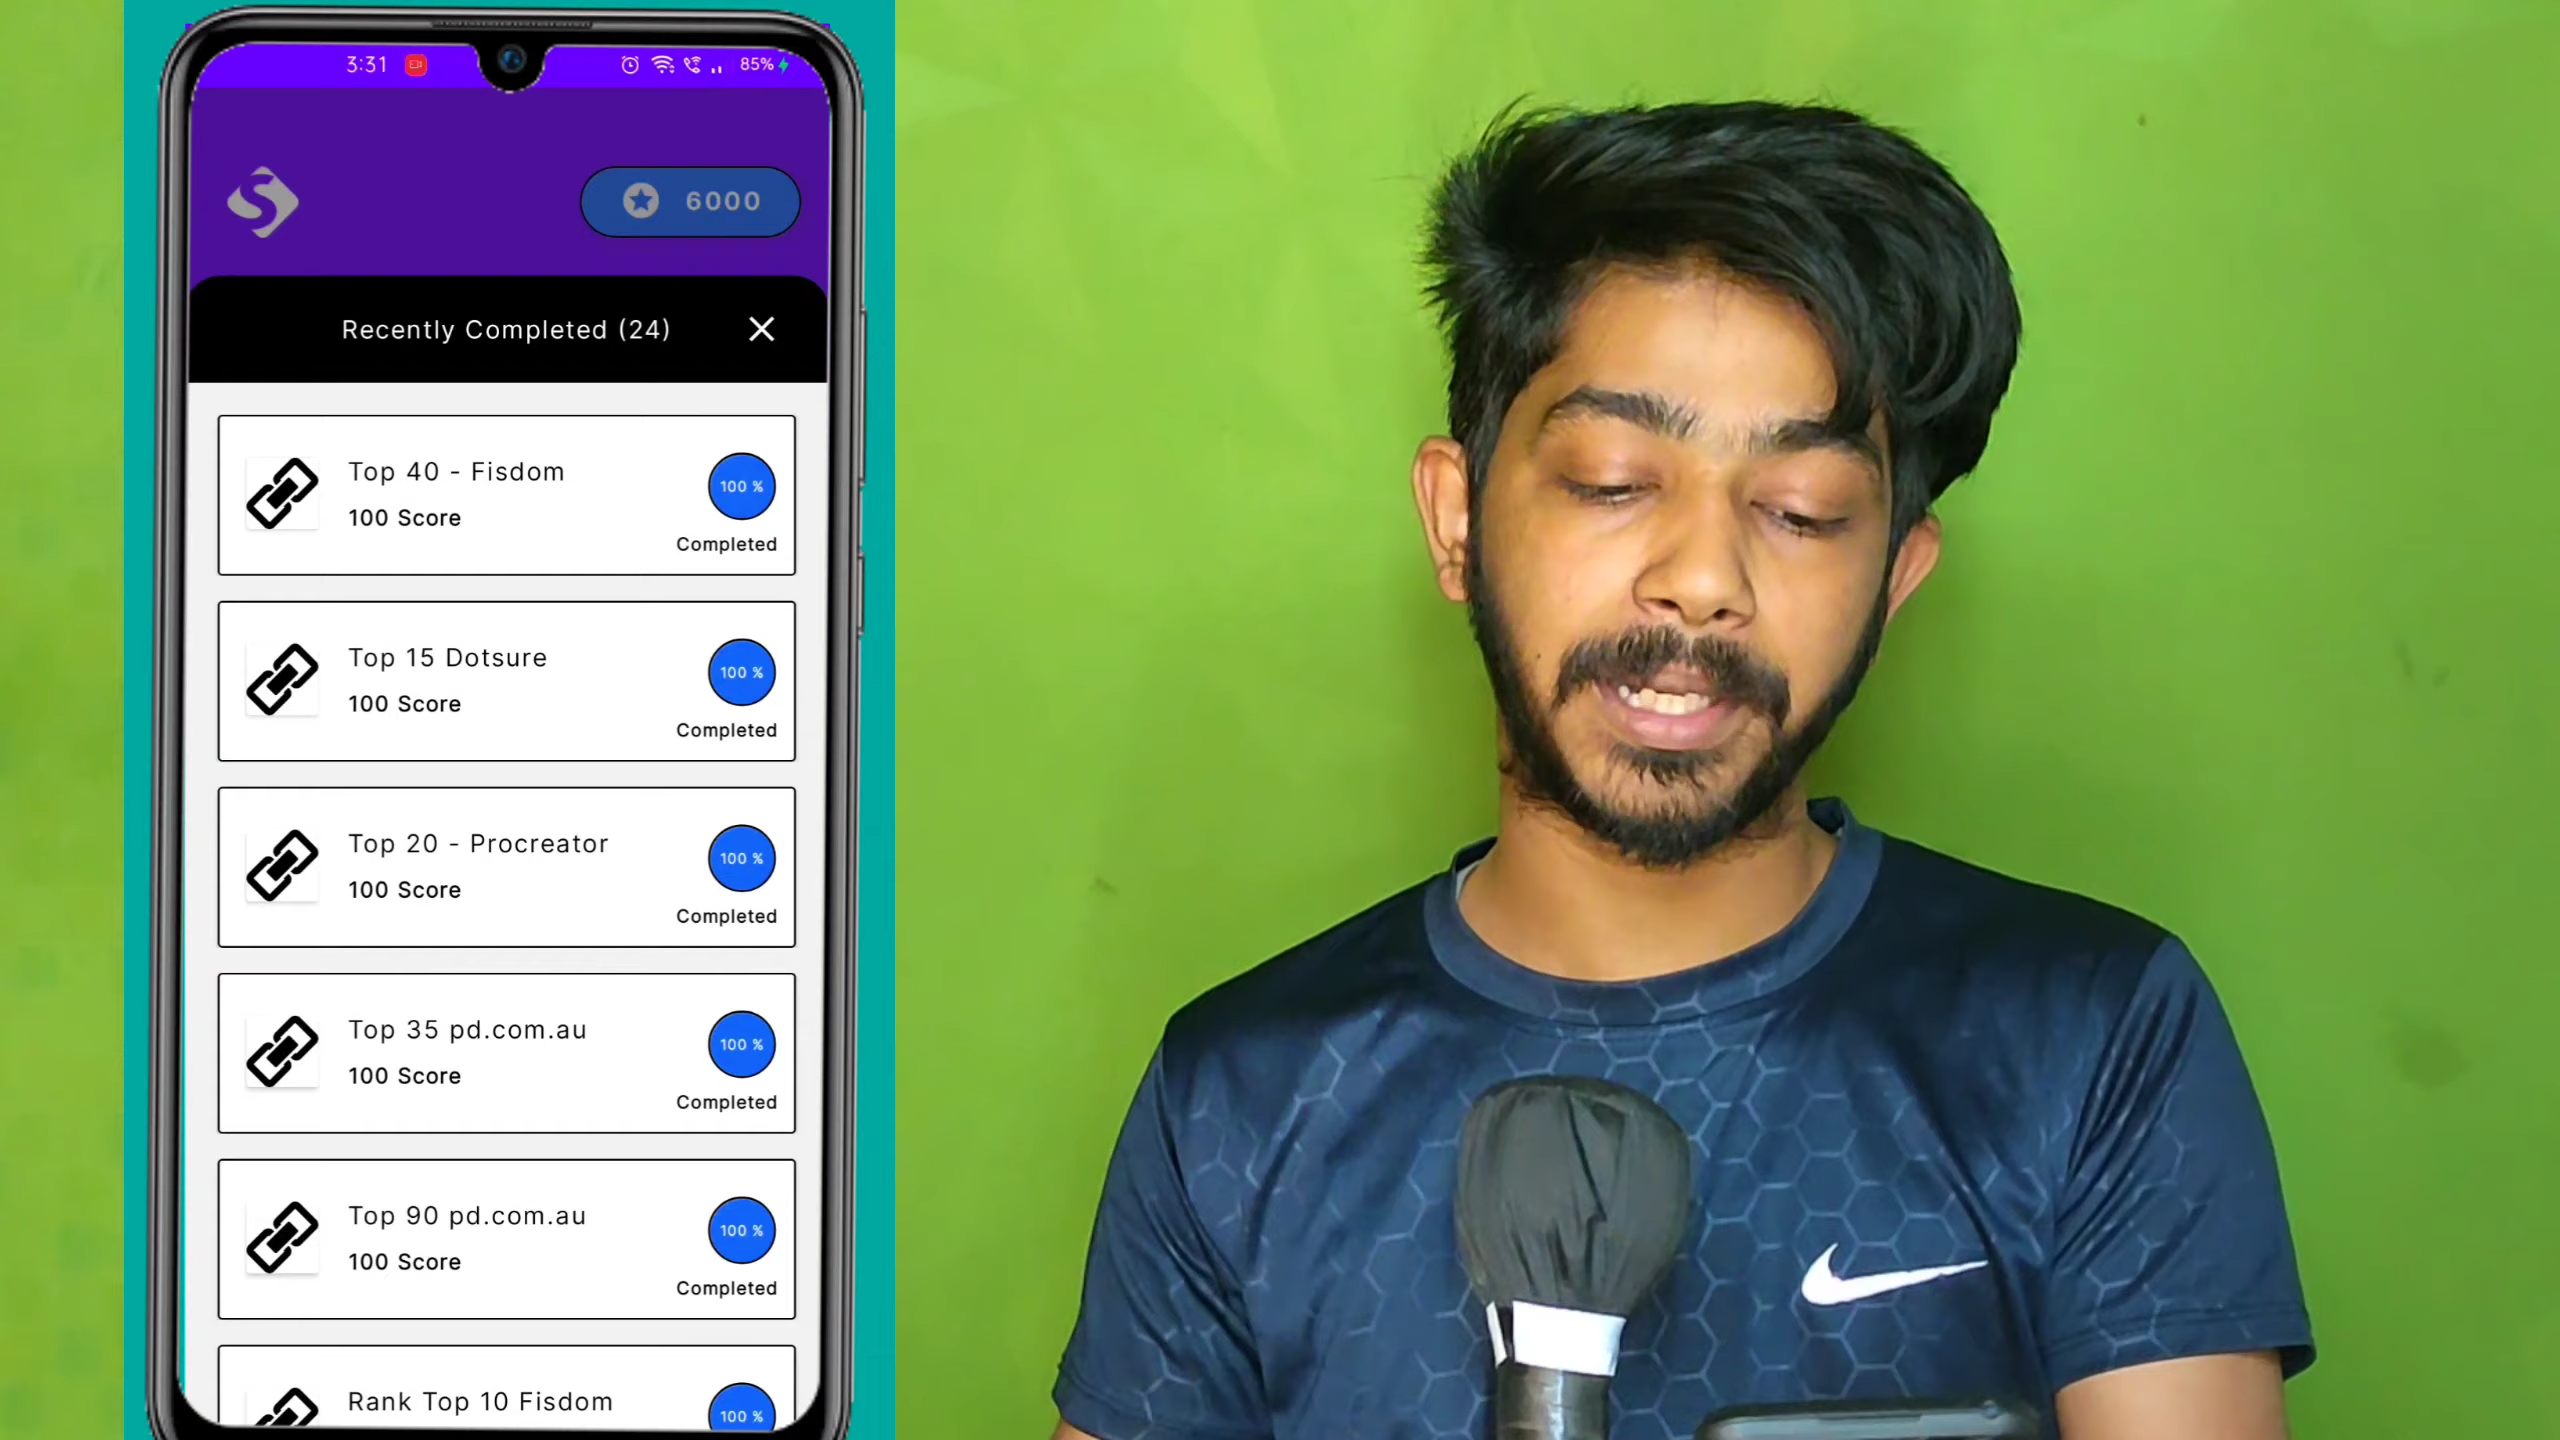 3:31
85%
6000
Recently Completed (24)
Top 40 - Fisdom
100 Score
100 %
Completed
Top 15 Dotsure
100 Score
100 %
Completed
Top 20 - Procreator
100 Score
100 %
Completed
Top 35 pd.com.au
100 Score
100 %
Completed
Top 90 pd.com.au
100 Score
100 %
Completed
Rank Top 10 Fisdom
100 %